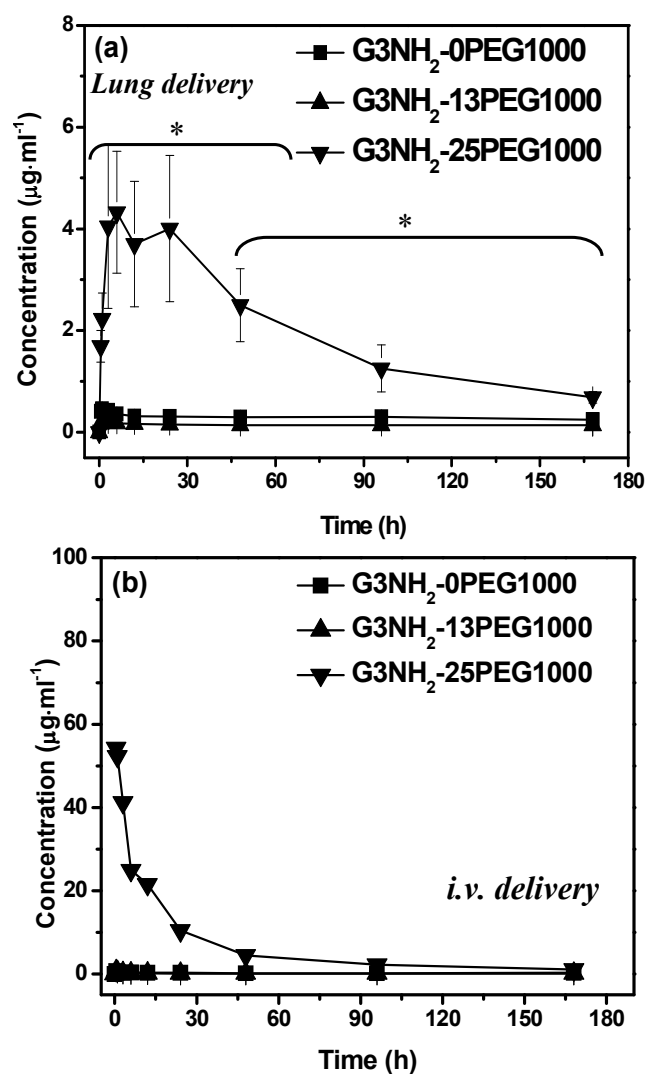 (a)
Lung delivery
G3NH₂-0PEG1000
G3NH₂-13PEG1000
G3NH₂-25PEG1000
*
*
8
6
4
2
0
Concentration (μg·ml⁻¹)
0 30 60 90 120 150 180
Time (h)
(b)
G3NH₂-0PEG1000
G3NH₂-13PEG1000
G3NH₂-25PEG1000
i.v. delivery
100
80
60
40
20
0
Concentration (μg·ml⁻¹)
0 30 60 90 120 150 180
Time (h)